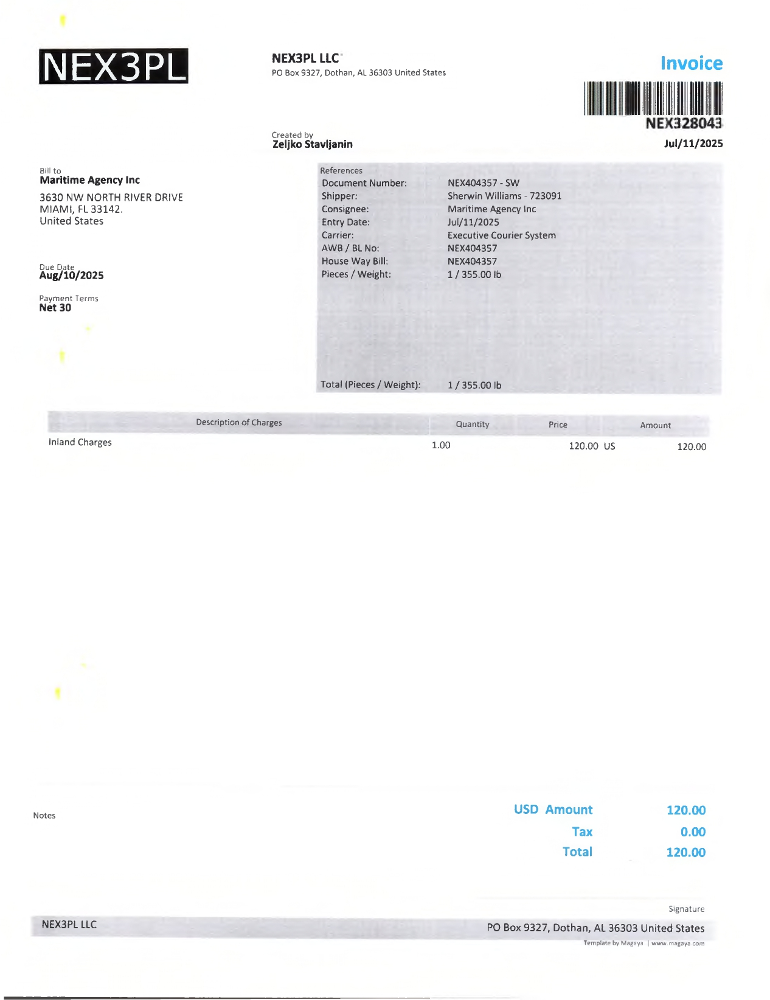 NEX3PL
NEX3PL LLC
PO Box 9327, Dothan, AL 36303 United States
Invoice
NEX328043
Jul/11/2025
Created by
Zeljko Stavljanin
Bill to
Maritime Agency Inc
3630 NW NORTH RIVER DRIVE
MIAMI, FL 33142.
United States
Due Date
Aug/10/2025
Payment Terms
Net 30
References
Document Number: NEX404357 - SW
Shipper: Sherwin Williams - 723091
Consignee: Maritime Agency Inc
Entry Date: Jul/11/2025
Carrier: Executive Courier System
AWB / BL No: NEX404357
House Way Bill: NEX404357
Pieces / Weight: 1 / 355.00 lb
Total (Pieces / Weight): 1 / 355.00 lb
Description of Charges Quantity Price Amount
Inland Charges 1.00 120.00 US 120.00
Notes
USD Amount 120.00
Tax 0.00
Total 120.00
Signature
NEX3PL LLC PO Box 9327, Dothan, AL 36303 United States
Template by Magaya | www.magaya.com